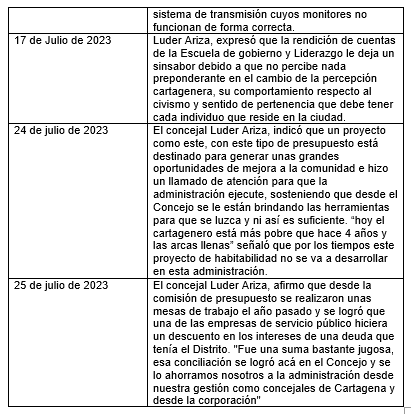 sistema de transmisión cuyos monitores no
funcionan de forma correcta.
17 de Julio de 2023
Luder Ariza, expresó que la rendición de cuentas
de la Escuela de gobierno y Liderazgo le deja un
sinsabor debido a que no percibe nada
preponderante en el cambio de la percepción
cartagenera, su comportamiento respecto al
civismo y sentido de pertenencia que debe tener
cada individuo que reside en la ciudad.
24 de julio de 2023
El concejal Luder Ariza, indicó que un proyecto
como este, con este tipo de presupuesto está
destinado para generar unas grandes
oportunidades de mejora a la comunidad e hizo
un llamado de atención para que la
administración ejecute, sosteniendo que desde el
Concejo se le están brindando las herramientas
para que se luzca y ni así es suficiente. “hoy el
cartagenero está más pobre que hace 4 años y
las arcas llenas” señaló que por los tiempos este
proyecto de habitabilidad no se va a desarrollar
en esta administración.
25 de julio de 2023
El concejal Luder Ariza, afirmo que desde la
comisión de presupuesto se realizaron unas
mesas de trabajo el año pasado y se logró que
una de las empresas de servicio público hiciera
un descuento en los intereses de una deuda que
tenía el Distrito. "Fue una suma bastante jugosa,
esa conciliación se logró acá en el Concejo y se
lo ahorramos nosotros a la administración desde
nuestra gestión como concejales de Cartagena y
desde la corporación"